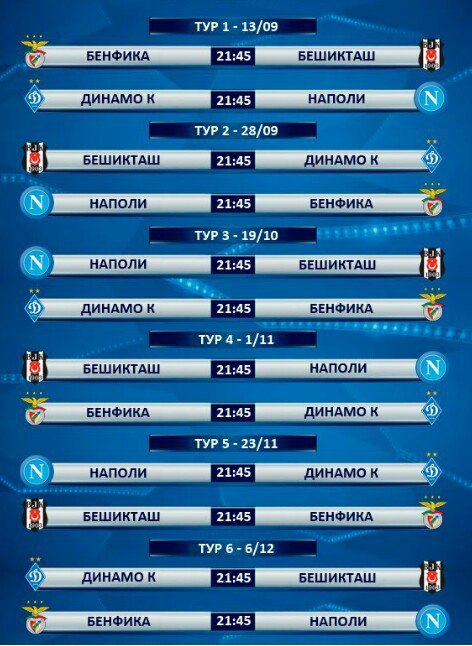 ТУР 1 - 13/09
БЕНФИКА 21:45 БЕШИКТАШ
ДИНАМО К 21:45 НАПОЛИ
ТУР 2 - 28/09
БЕШИКТАШ 21:45 ДИНАМО К
НАПОЛИ 21:45 БЕНФИКА
ТУР 3 - 19/10
НАПОЛИ 21:45 БЕШИКТАШ
ДИНАМО К 21:45 БЕНФИКА
ТУР 4 - 1/11
БЕШИКТАШ 21:45 НАПОЛИ
БЕНФИКА 21:45 ДИНАМО К
ТУР 5 - 23/11
НАПОЛИ 21:45 ДИНАМО К
БЕШИКТАШ 21:45 БЕНФИКА
ТУР 6 - 6/12
ДИНАМО К 21:45 БЕШИКТАШ
БЕНФИКА 21:45 НАПОЛИ